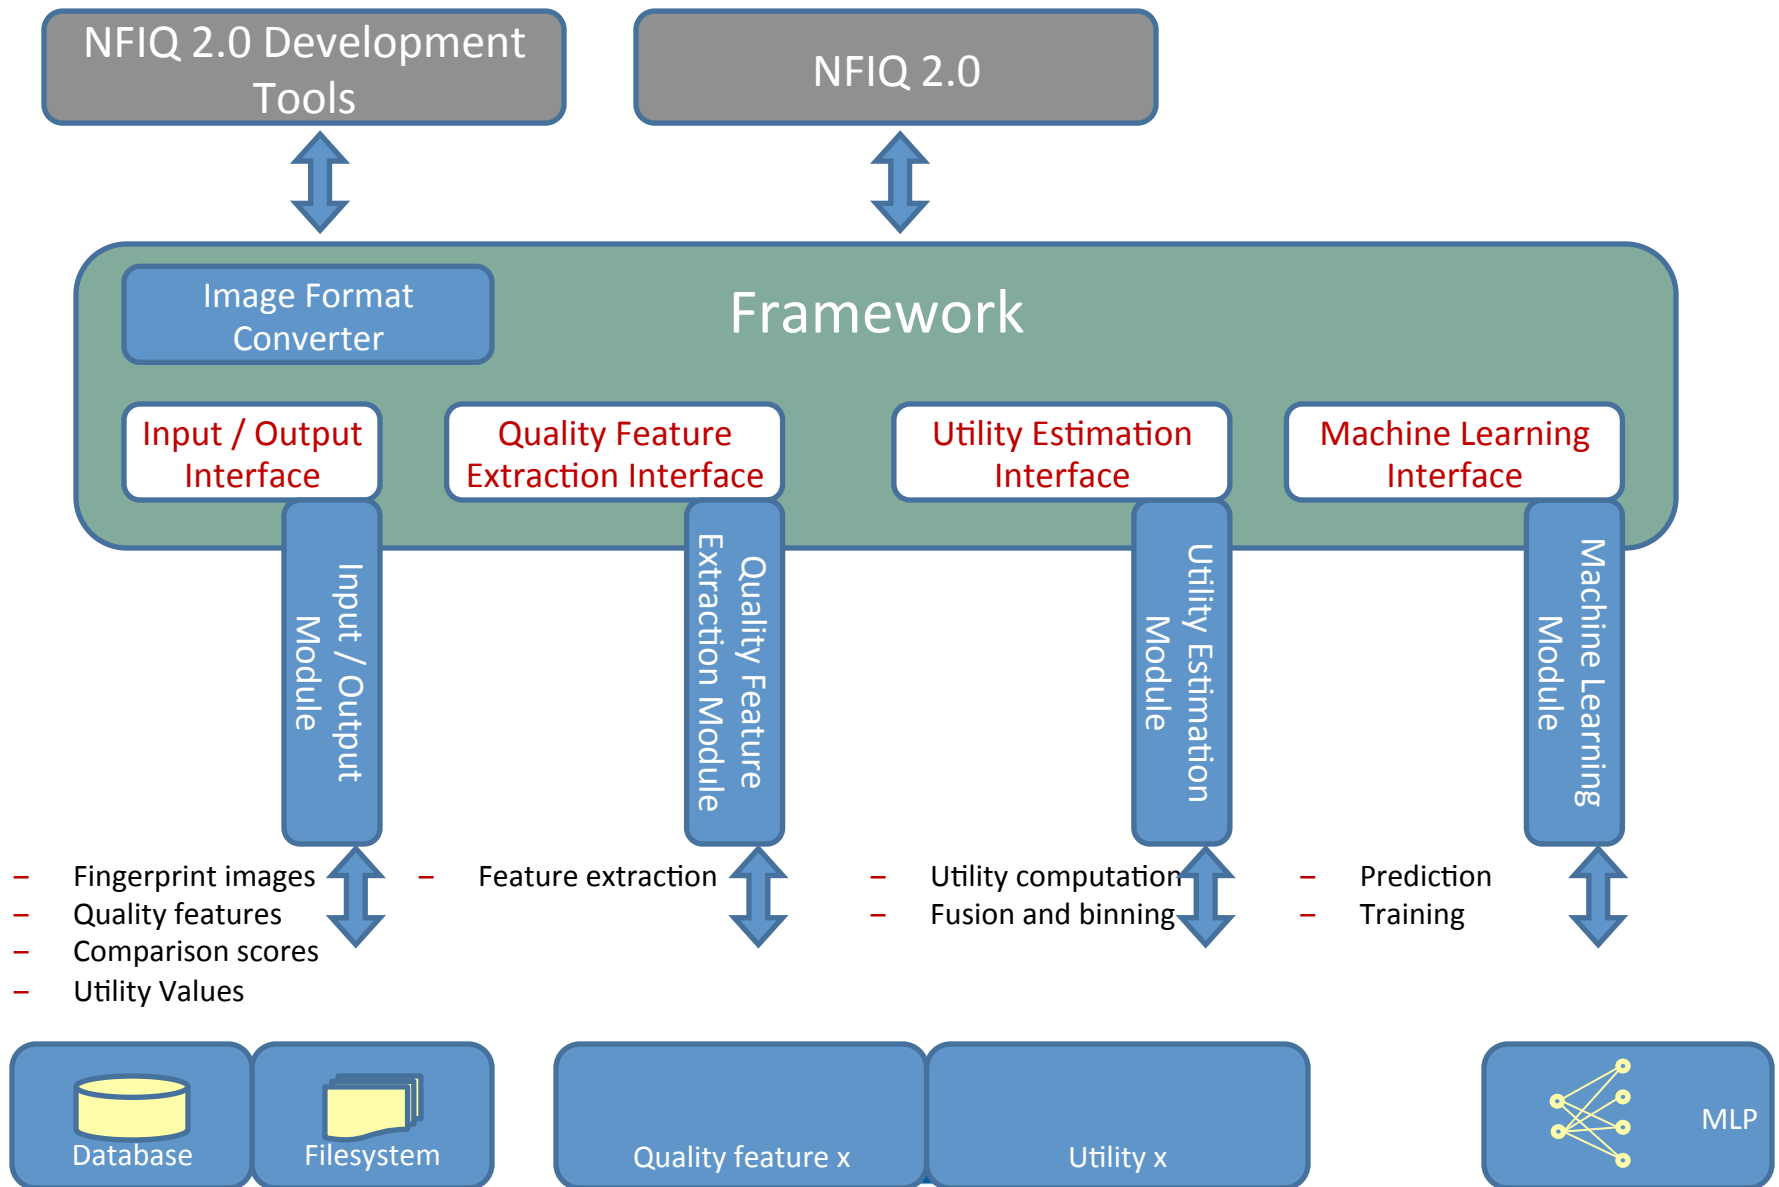 NFIQ 2.0 Development
Tools
NFIQ 2.0
Image Format
Converter
Framework
Input / Output
Interface
Quality Feature
Extraction Interface
Utility Estimation
Interface
Machine Learning
Interface
Input / Output
Module
Quality Feature
Extraction Module
Utility Estimation
Module
Machine Learning
Module
– Fingerprint images
– Quality features
– Comparison scores
– Utility Values
– Feature extraction
– Utility computation
– Fusion and binning
– Prediction
– Training
Database
Filesystem
Quality feature x
Utility x
MLP